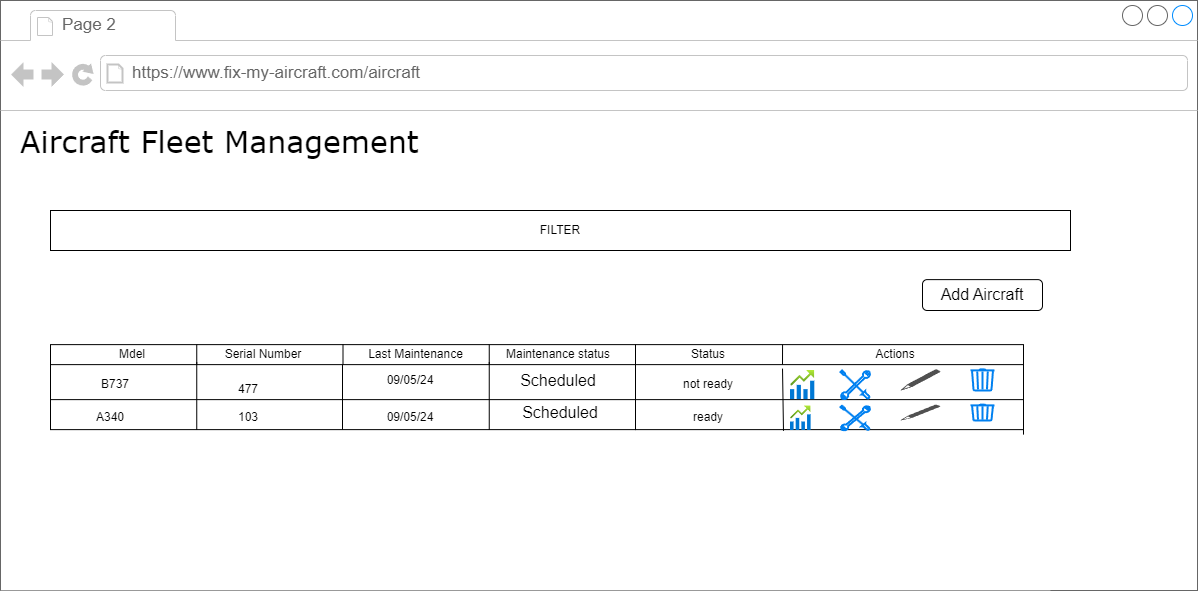 Page 2
https://www.fix-my-aircraft.com/aircraft
Aircraft Fleet Management
FILTER
Add Aircraft
Mdel Serial Number Last Maintenance Maintenance status Status Actions
B737 477 09/05/24 Scheduled not ready
A340 103 09/05/24 Scheduled ready